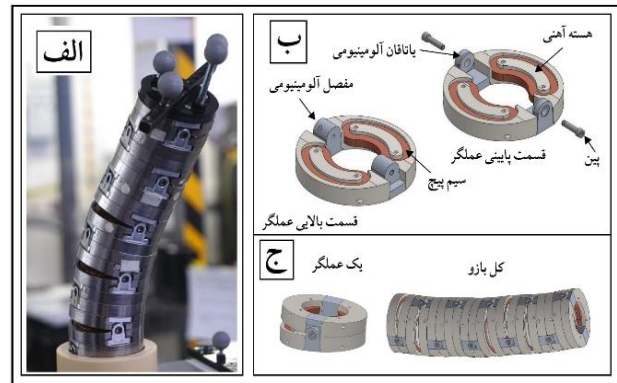 الف
ب
هسته آهنی
یاتاقان آلومینیومی
مفصل آلومینیومی
قسمت پایینی عملگر
پین
سیم پیچ
قسمت بالایی عملگر
ج
یک عملگر
کل بازو